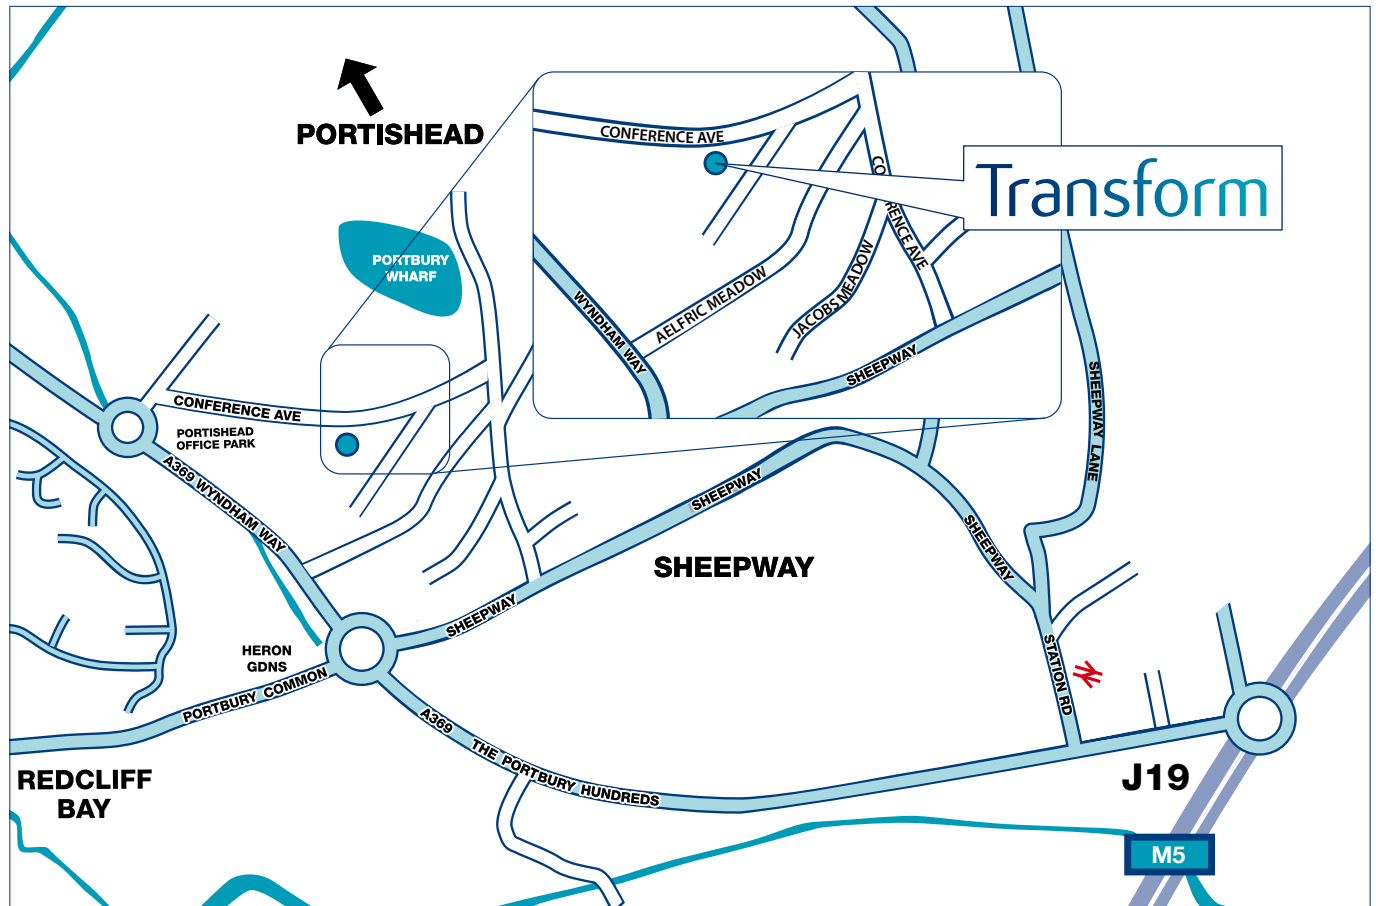 PORTISHEAD
CONFERENCE AVE
Transform
CO
RENCE AVE
PORTBURY
WHARF
WYNDHAM WAY
AELFRIC MEADOW
JACOBS MEADOW
SHEEPWAY
SHEEPWAY LANE
CONFERENCE AVE
PORTISHEAD
OFFICE PARK
A369 WYNDHAM WAY
SHEEPWAY
SHEEPWAY
SHEEPWAY
SHEEPWAY
HERON
GDNS
PORTBURY COMMON
STATION RD
A369 THE PORTBURY HUNDREDS
REDCLIFF
BAY
J19
M5